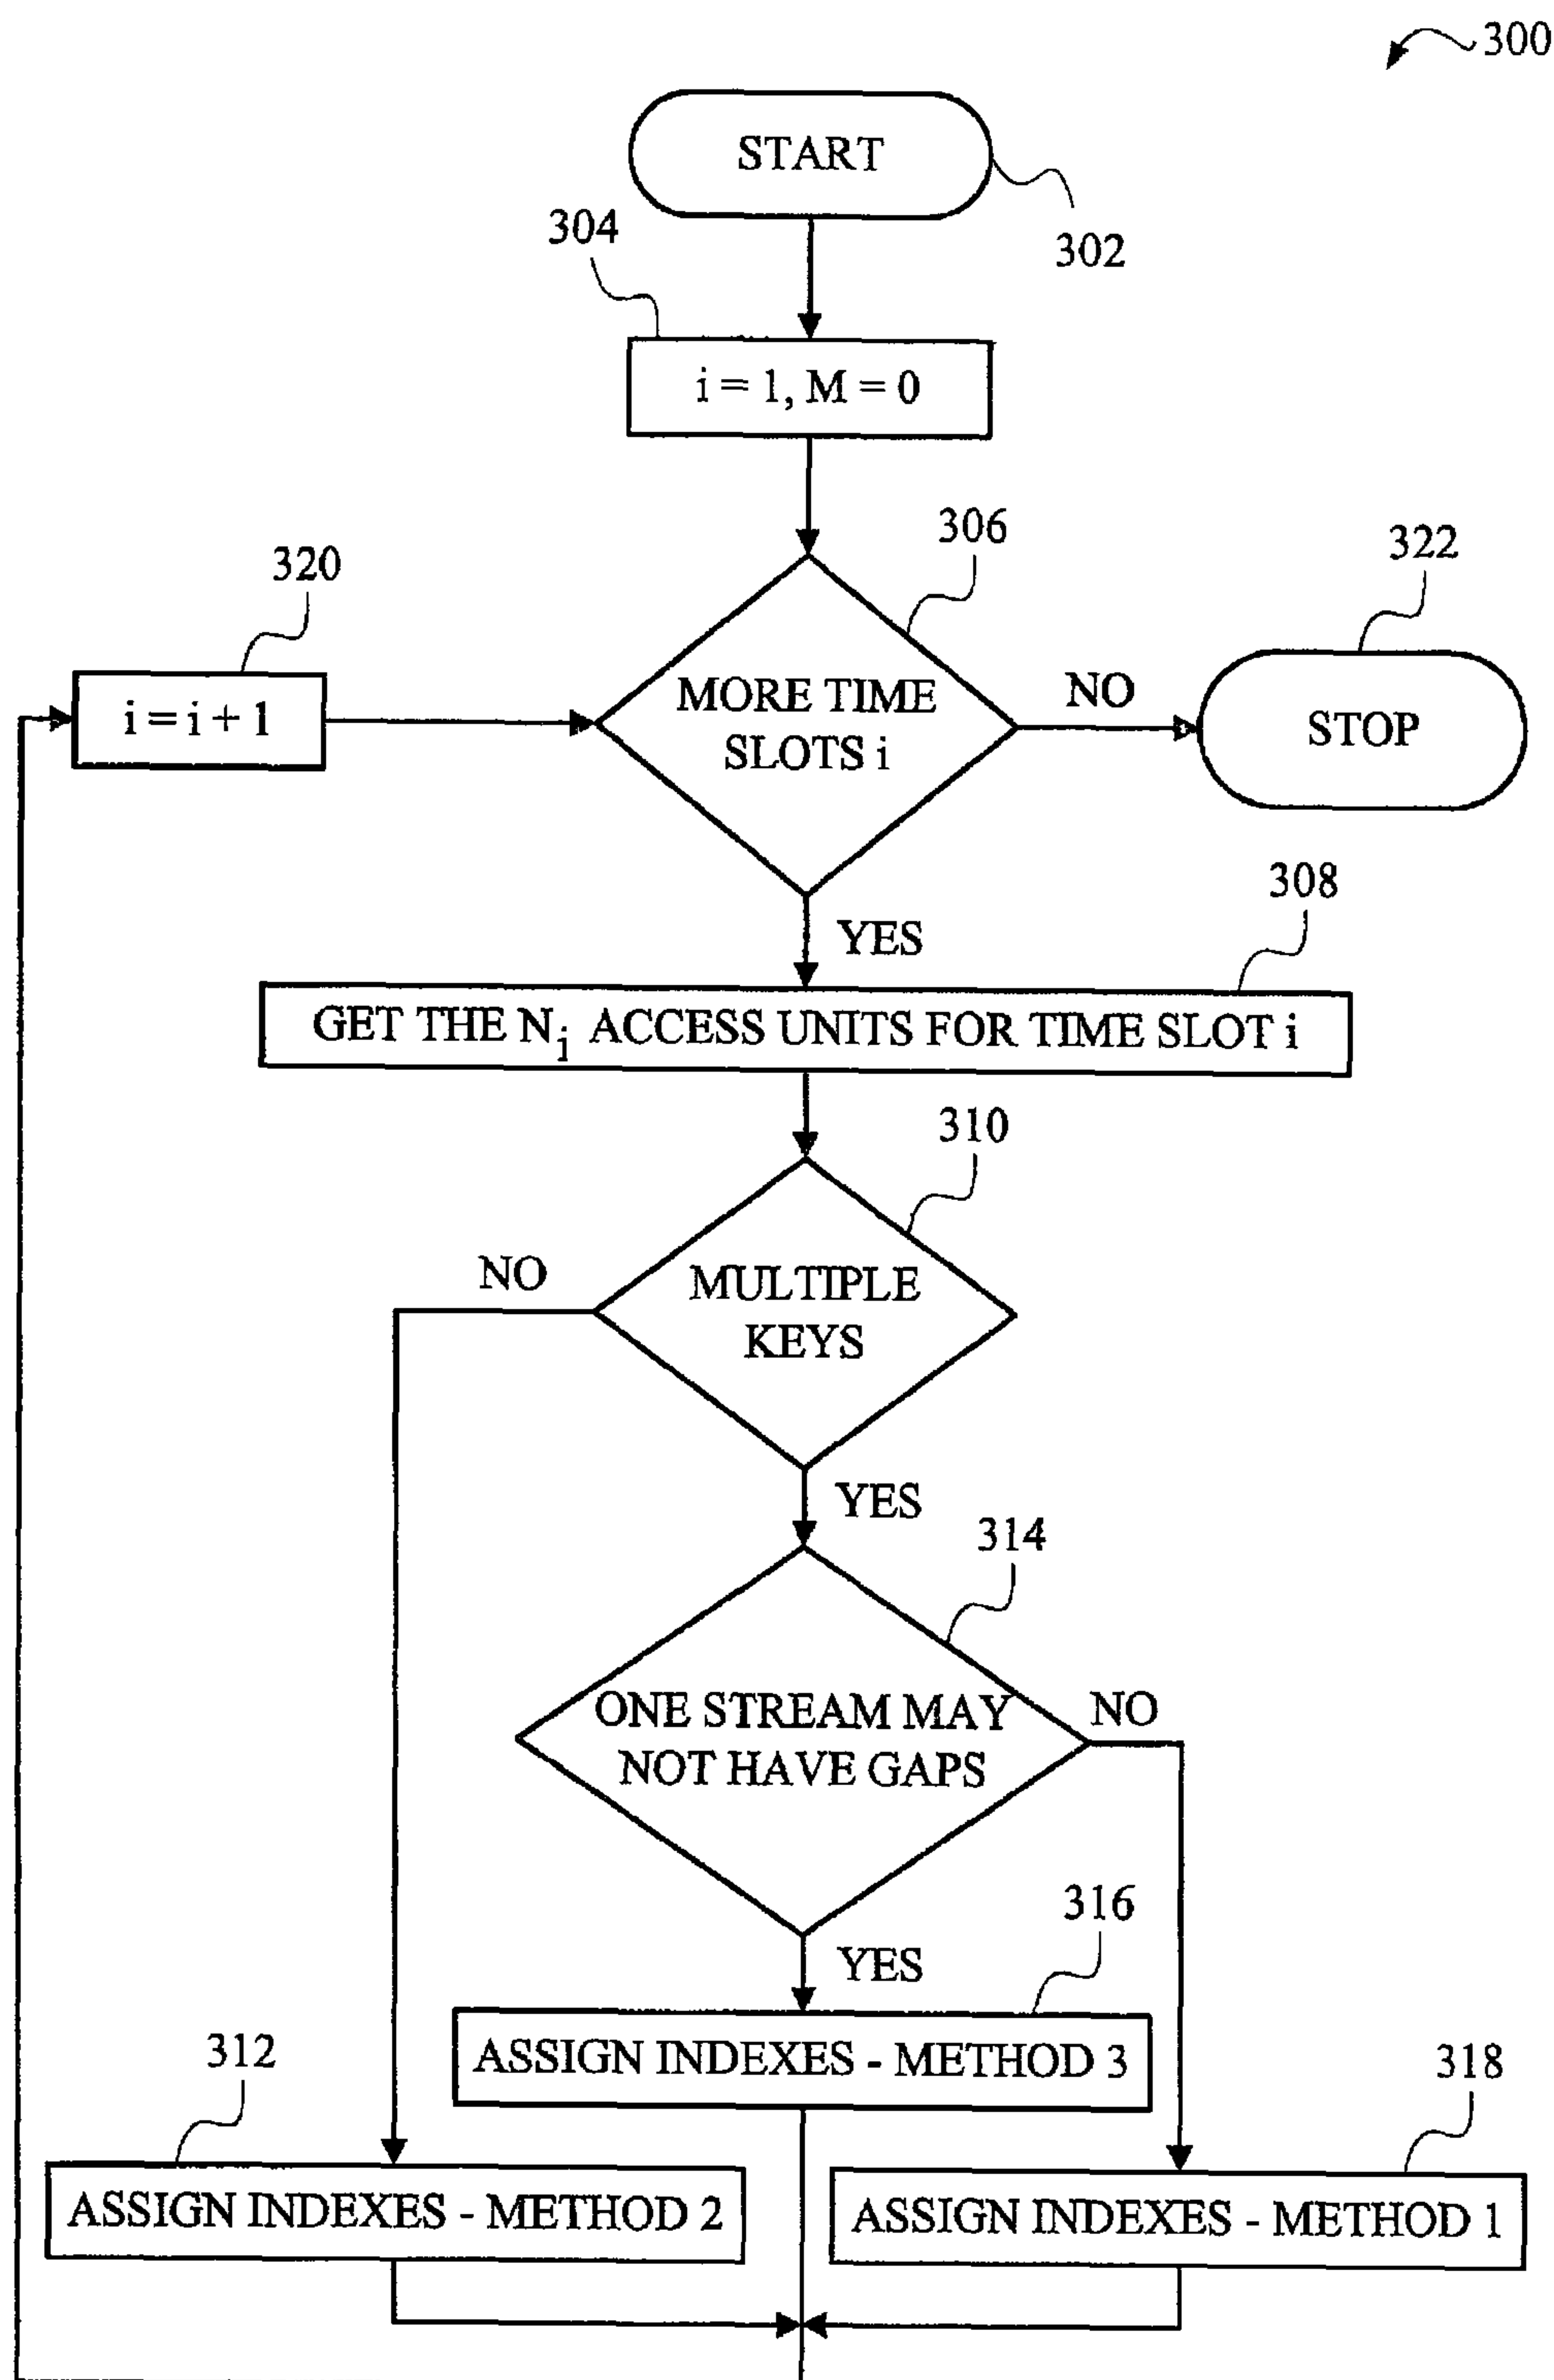 300
START
302
304
i = 1, M = 0
306
320
322
i = i + 1
MORE TIME
SLOTS i
NO
STOP
308
YES
GET THE Ni ACCESS UNITS FOR TIME SLOT i
310
NO
MULTIPLE
KEYS
YES
314
ONE STREAM MAY
NOT HAVE GAPS
NO
316
YES
312
ASSIGN INDEXES - METHOD 3
318
ASSIGN INDEXES - METHOD 2
ASSIGN INDEXES - METHOD 1